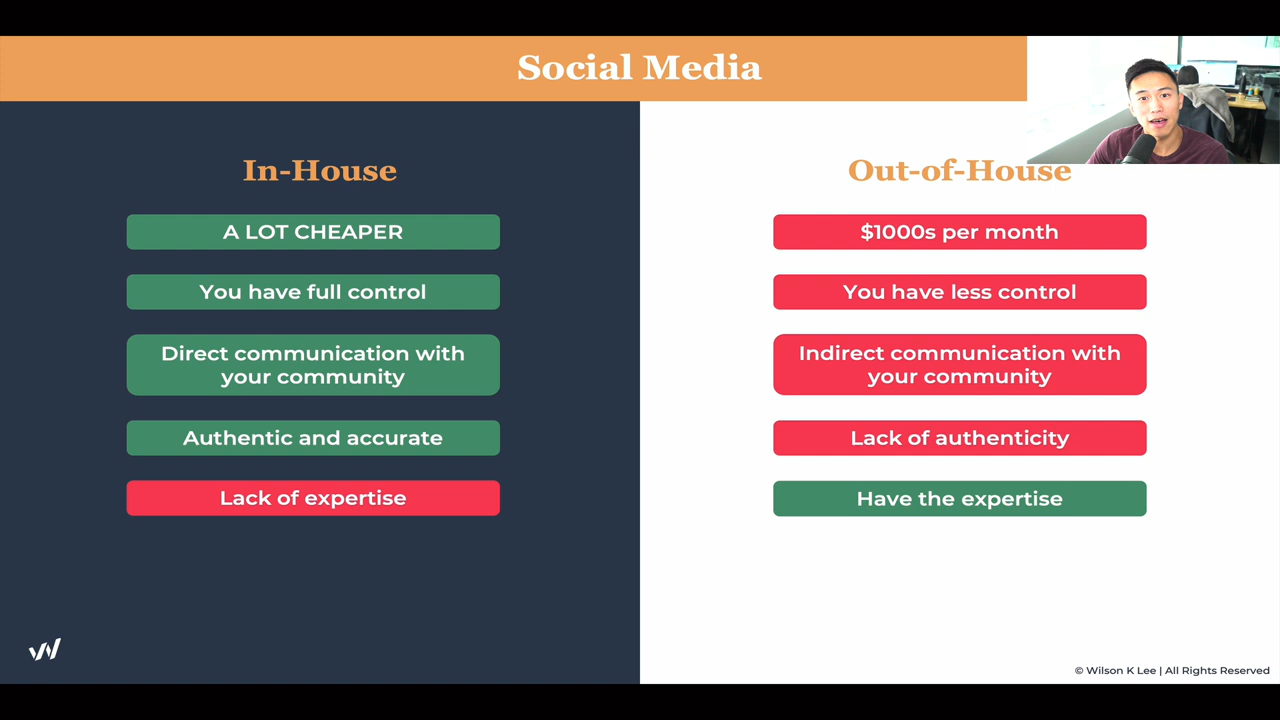 Social Media
In-House
A LOT CHEAPER
You have full control
Direct communication with
your community
Authentic and accurate
Lack of expertise
Out-of-House
$1000s per month
You have less control
Indirect communication with
your community
Lack of authenticity
Have the expertise
© Wilson K Lee | All Rights Reserved